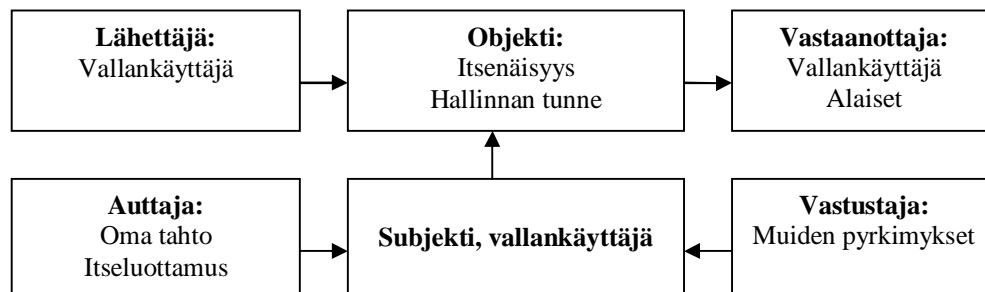 Lähettäjä:
Vallankäyttäjä
Objekti:
Itsenäisyys
Hallinnan tunne
Vastaanottaja:
Vallankäyttäjä
Alaiset
Auttaja:
Oma tahto
Itseluottamus
Subjekti, vallankäyttäjä
Vastustaja:
Muiden pyrkimykset